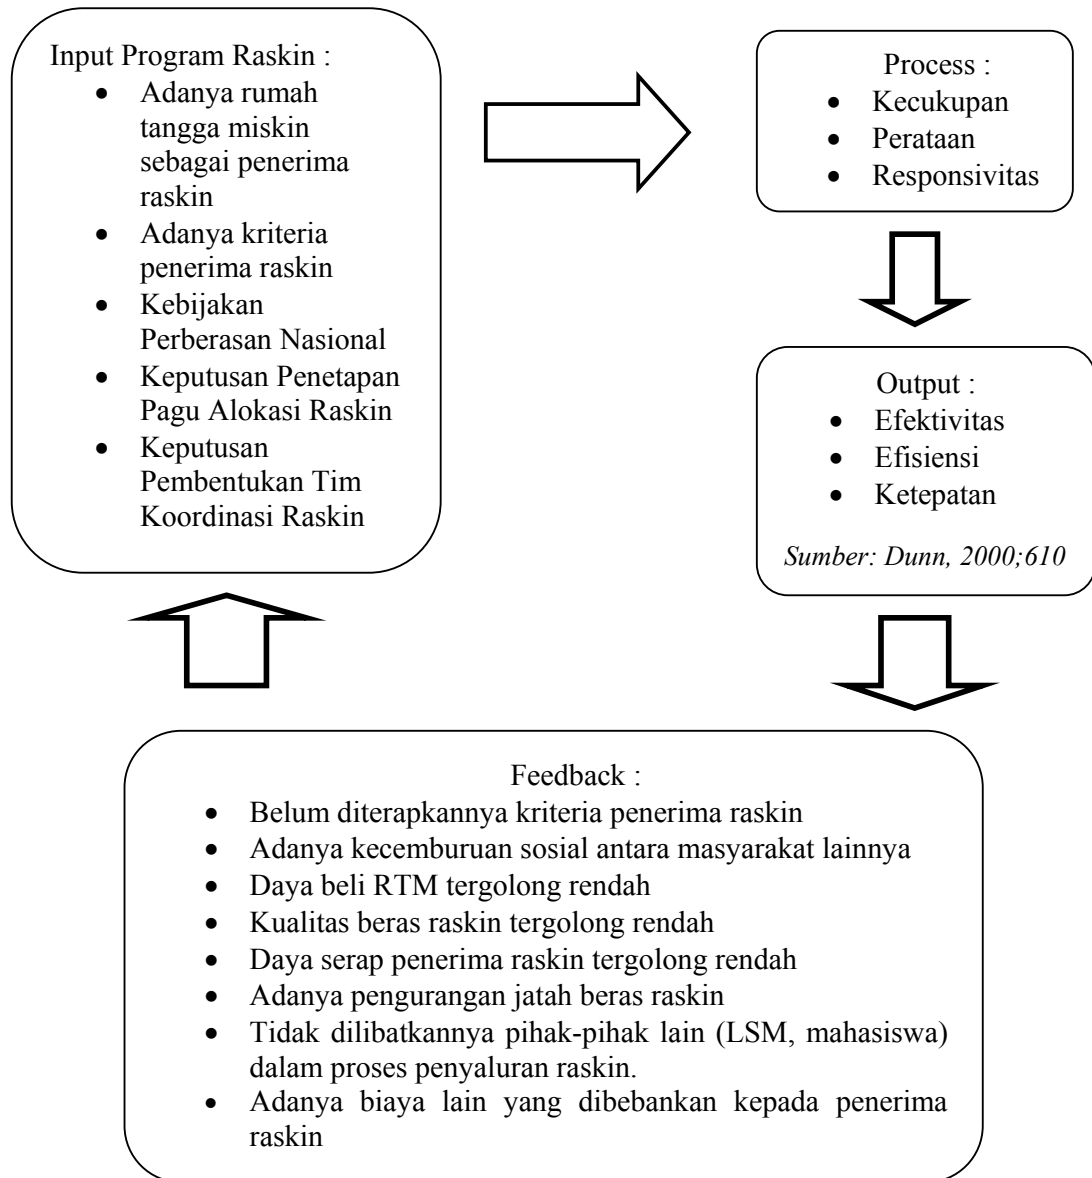 Input Program Raskin :
• Adanya rumah
tangga miskin
sebagai penerima
raskin
• Adanya kriteria
penerima raskin
• Kebijakan
Perberasan Nasional
• Keputusan Penetapan
Pagu Alokasi Raskin
• Keputusan
Pembentukan Tim
Koordinasi Raskin
Process :
• Kecukupan
• Perataan
• Responsivitas
Output :
• Efektivitas
• Efisiensi
• Ketepatan
Sumber: Dunn, 2000;610
Feedback :
• Belum diterapkannya kriteria penerima raskin
• Adanya kecemburuan sosial antara masyarakat lainnya
• Daya beli RTM tergolong rendah
• Kualitas beras raskin tergolong rendah
• Daya serap penerima raskin tergolong rendah
• Adanya pengurangan jatah beras raskin
• Tidak dilibatkannya pihak-pihak lain (LSM, mahasiswa)
dalam proses penyaluran raskin.
• Adanya biaya lain yang dibebankan kepada penerima
raskin